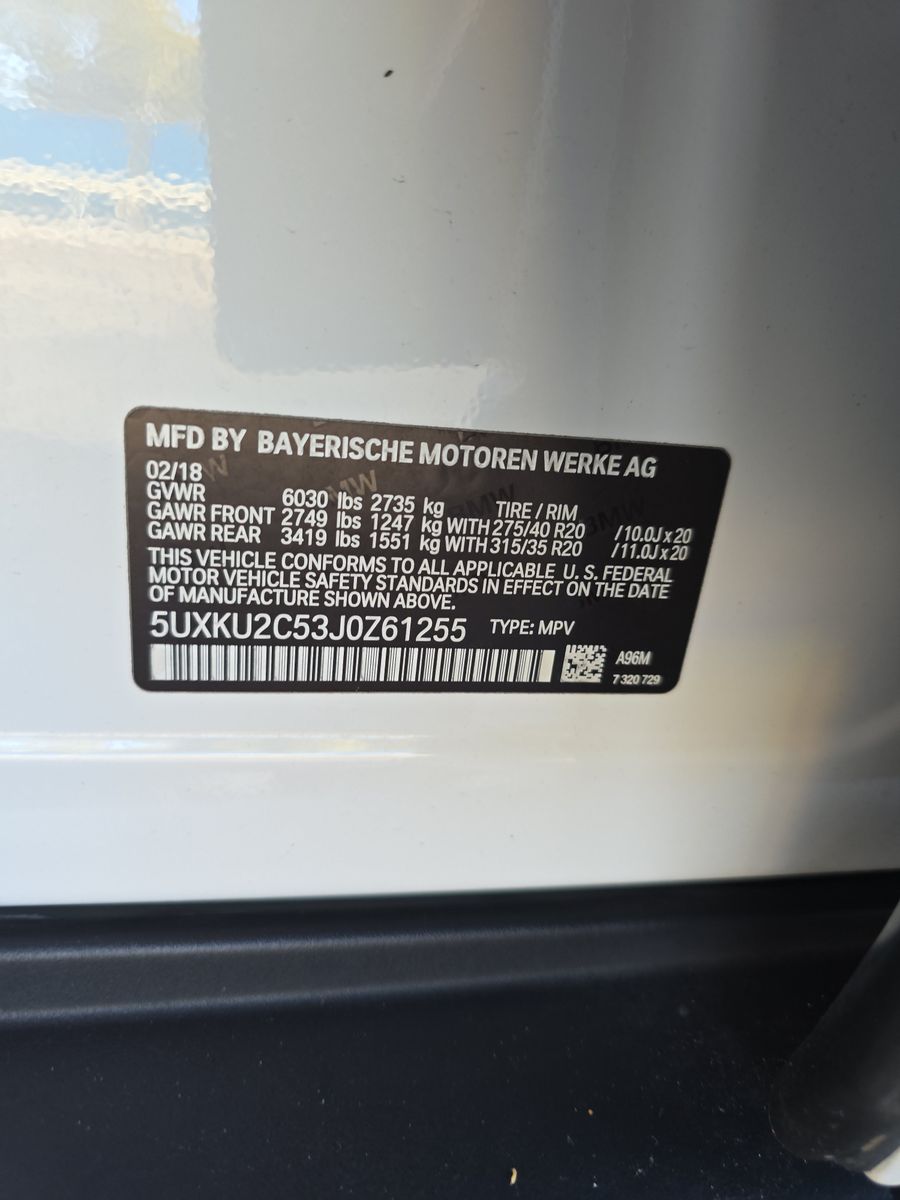 MFD BY BAYERISCHE MOTOREN WERKE AG
02/18
GVWR 6030 lbs 2735 kg TIRE / RIM
GAWR FRONT 2749 lbs 1247 kg WITH 275/40 R20 /10.0J x 20
GAWR REAR 3419 lbs 1551 kg WITH 315/35 R20 /11.0J x 20
THIS VEHICLE CONFORMS TO ALL APPLICABLE U. S. FEDERAL
MOTOR VEHICLE SAFETY STANDARDS IN EFFECT ON THE DATE
OF MANUFACTURE SHOWN ABOVE.
5UXKU2C53J0Z61255 TYPE: MPV
A96M
7 320 729